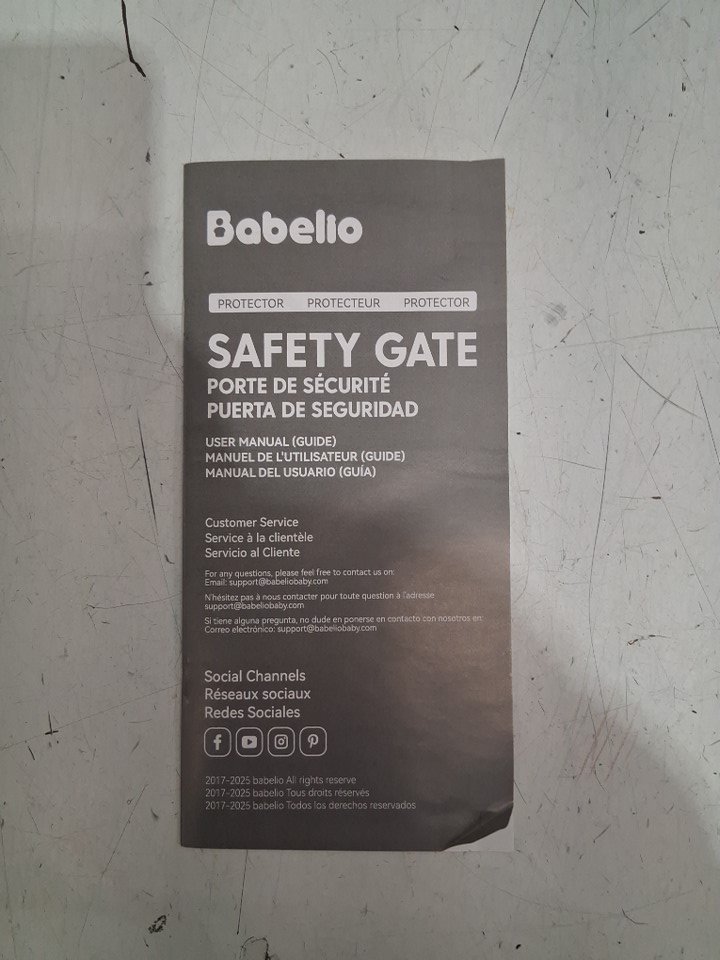 Babelio
PROTECTOR PROTECTEUR PROTECTOR
SAFETY GATE
PORTE DE SÉCURITÉ
PUERTA DE SEGURIDAD
USER MANUAL (GUIDE)
MANUEL DE L'UTILISATEUR (GUIDE)
MANUAL DEL USUARIO (GUÍA)
Customer Service
Service à la clientèle
Servicio al Cliente
For any questions, please feel free to contact us on:
Email: support@babeliobaby.com
N'hésitez pas à nous contacter pour toute question à l'adresse
support@babeliobaby.com
Si tiene alguna pregunta, no dude en ponerse en contacto con nosotros en:
Correo electrónico: support@babeliobaby.com
Social Channels
Réseaux sociaux
Redes Sociales
2017-2025 babelio All rights reserve
2017-2025 babelio Tous droits réservés
2017-2025 babelio Todos los derechos reservados